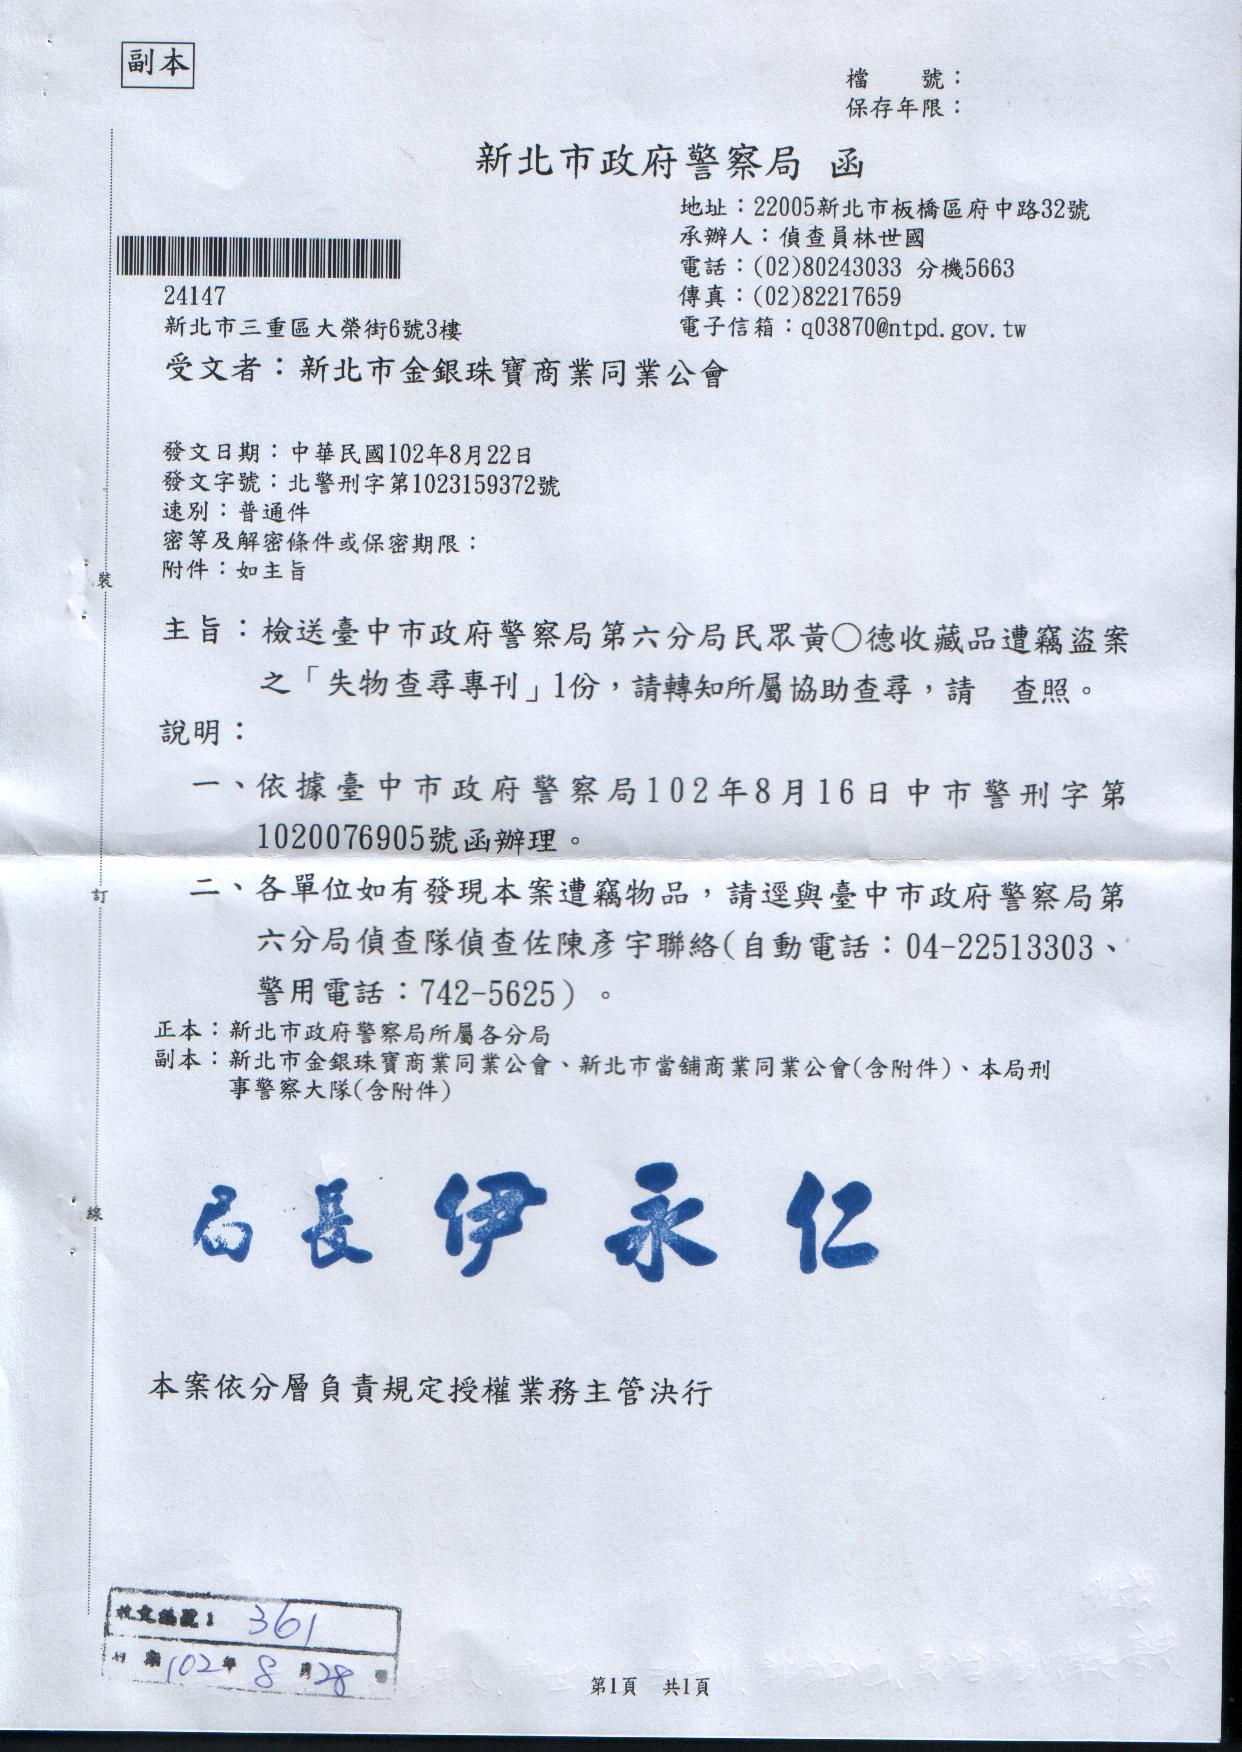 副本
檔　　號：
保存年限：
新北市政府警察局 函
地址：22005新北市板橋區府中路32號
承辦人：偵查員林世國
電話：(02)80243033 分機5663
傳真：(02)82217659
電子信箱：q03870@ntpd.gov.tw
24147
新北市三重區大榮街6號3樓
受文者：新北市金銀珠寶商業同業公會
發文日期：中華民國102年8月22日
發文字號：北警刑字第1023159372號
速別：普通件
密等及解密條件或保密期限：
附件：如主旨
主旨：檢送臺中市政府警察局第六分局民眾黃○德收藏品遭竊盜案
之「失物查尋專刊」1份，請轉知所屬協助查尋，請　查照。
說明：
一、依據臺中市政府警察局102年8月16日中市警刑字第
1020076905號函辦理。
二、各單位如有發現本案遭竊物品，請逕與臺中市政府警察局第
六分局偵查隊偵查佐陳彥宇聯絡(自動電話：04-22513303、
警用電話：742-5625)。
正本：新北市政府警察局所屬各分局
副本：新北市金銀珠寶商業同業公會、新北市當舖商業同業公會(含附件)、本局刑
事警察大隊(含附件)
局長 伊永仁
本案依分層負責規定授權業務主管決行
裝
訂
線
收文編號：361
日期102年8月28日
第1頁　共1頁